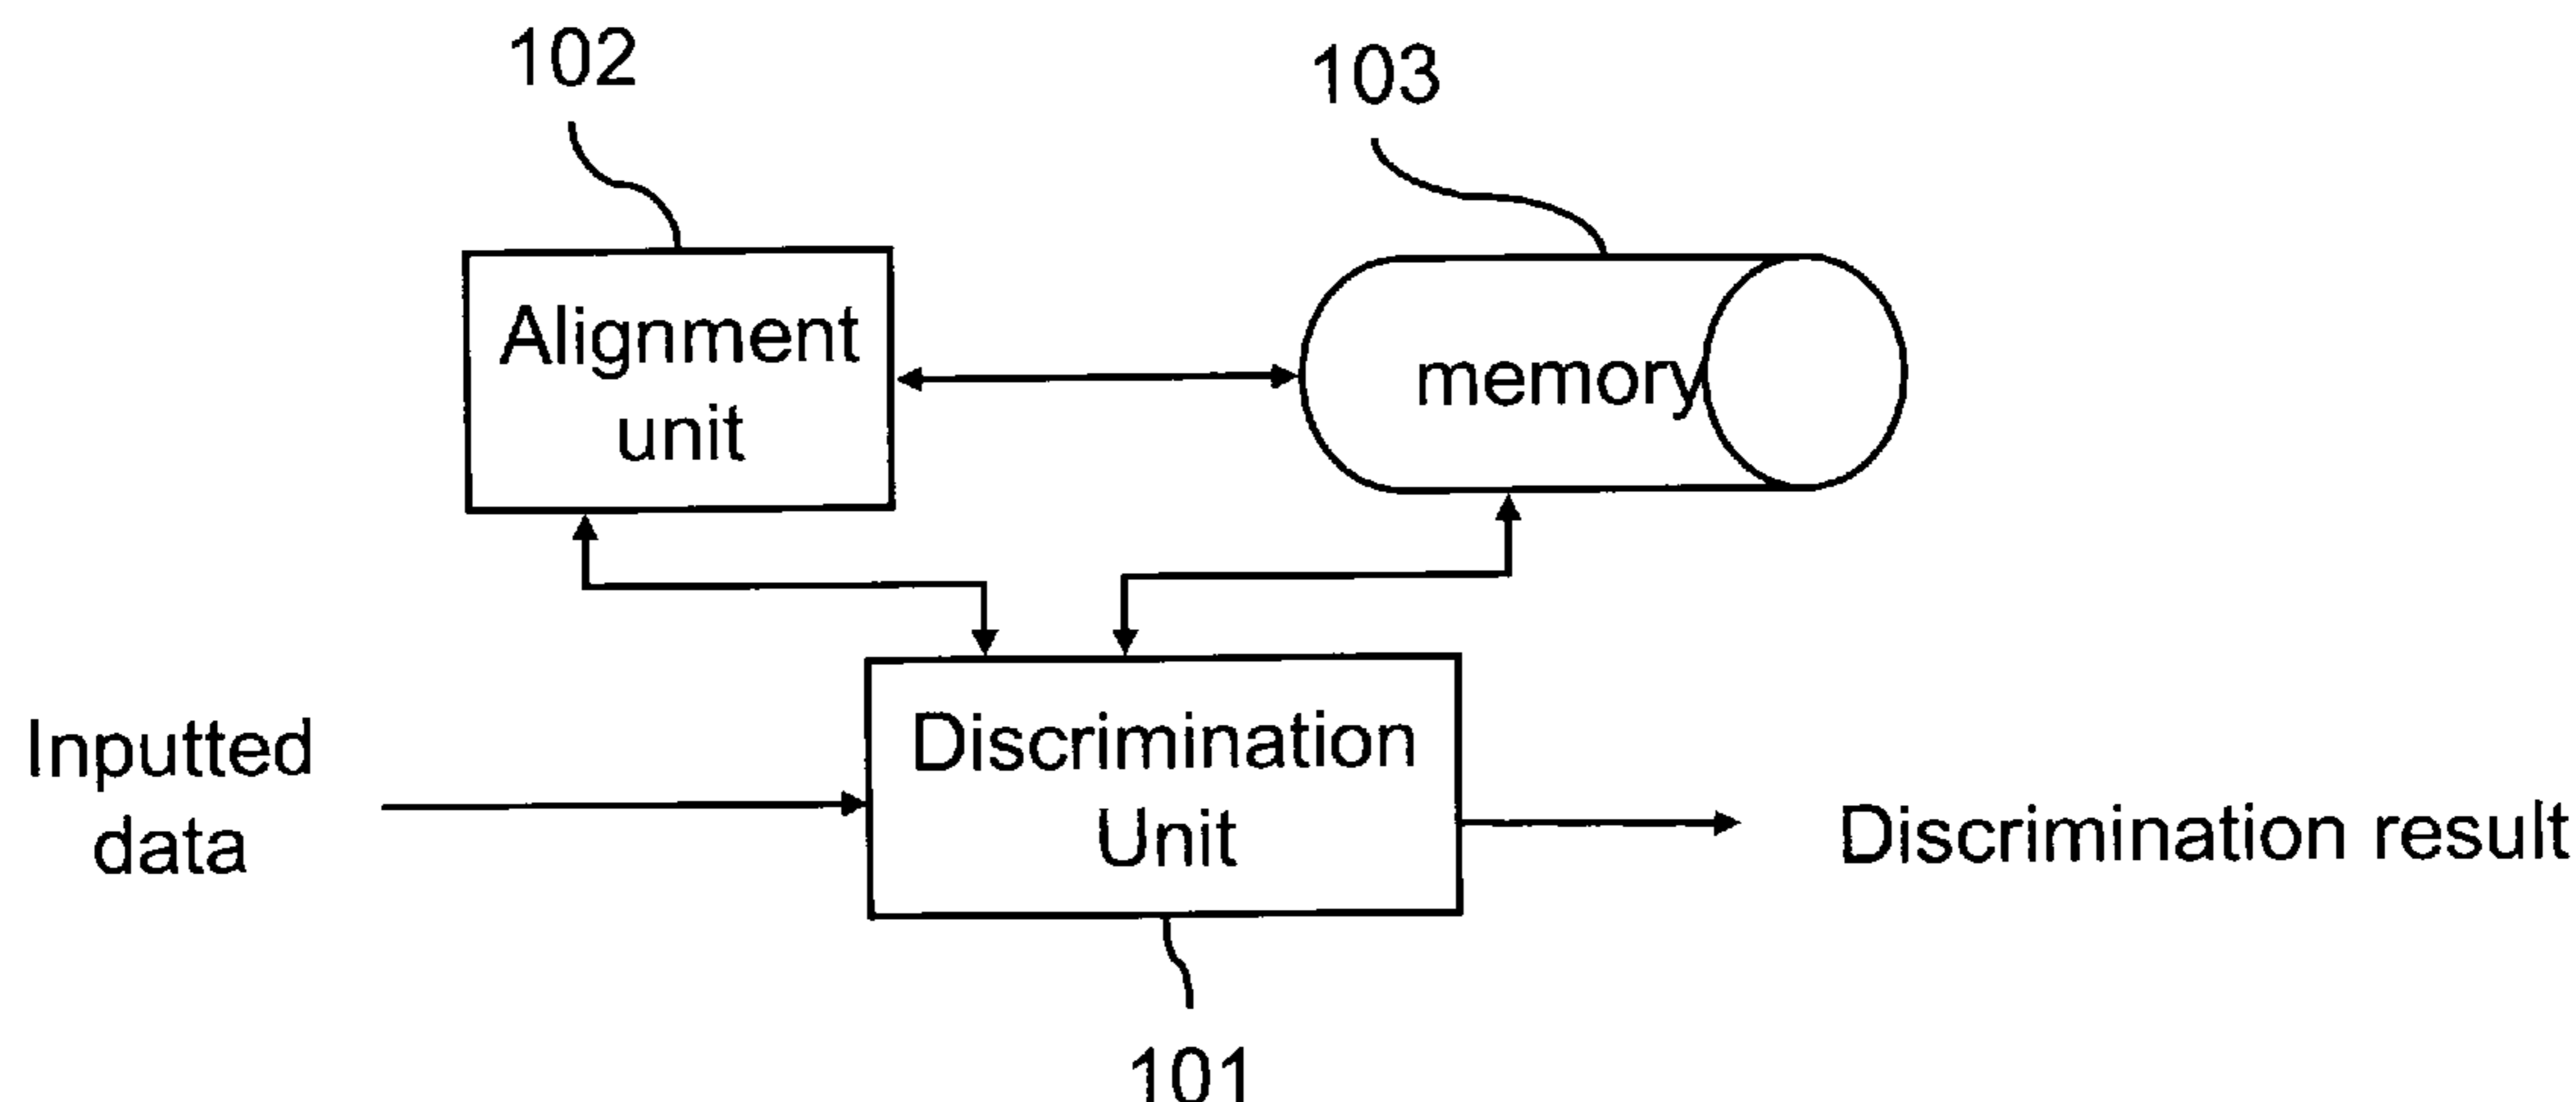 102
103
Alignment
unit
memory
Inputted
data
Discrimination
Unit
Discrimination result
101